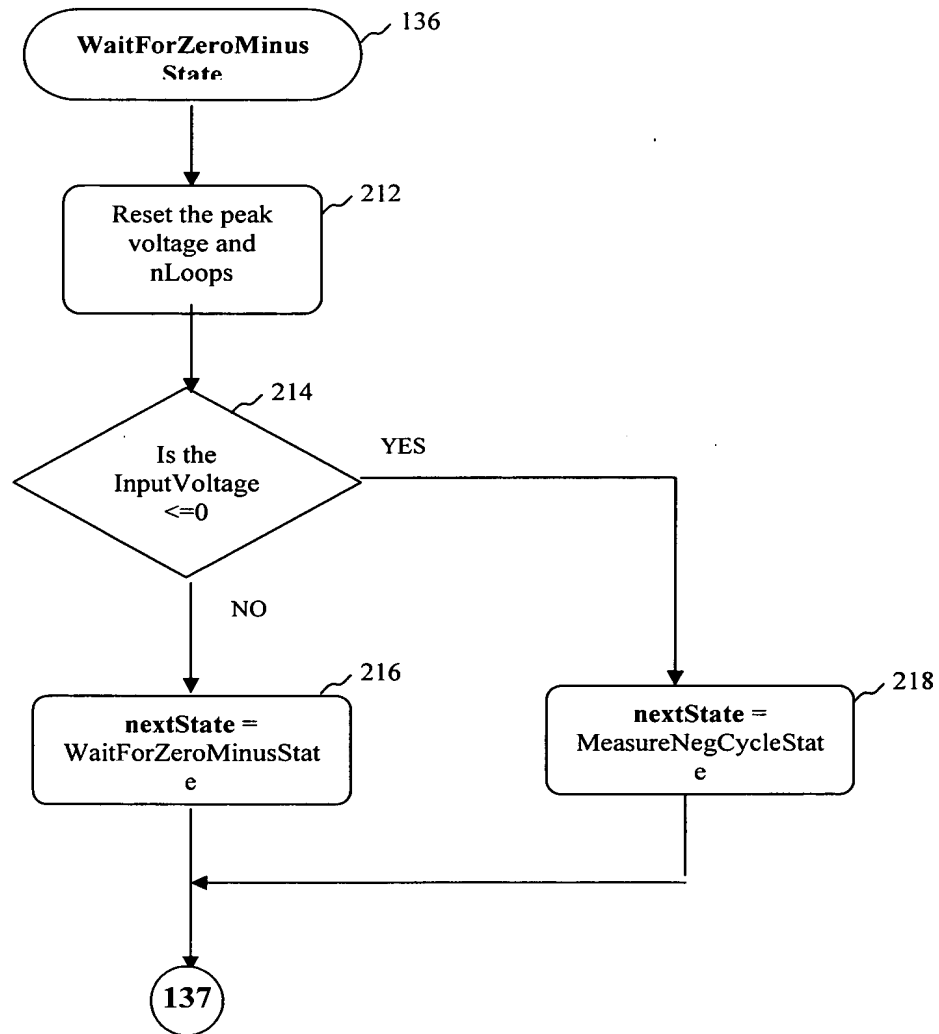 WaitForZeroMinus
State
136
Reset the peak
voltage and
nLoops
212
214
Is the
InputVoltage
<=0
YES
NO
216
nextState =
WaitForZeroMinusStat
e
218
nextState =
MeasureNegCycleStat
e
137